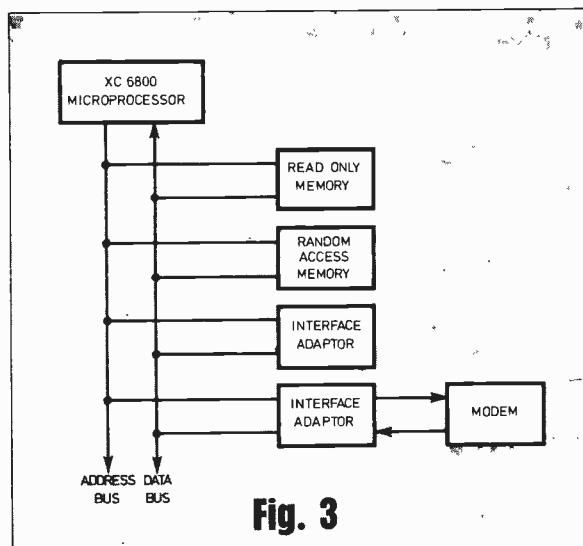 XC 6800
MICROPROCESSOR
READ ONLY
MEMORY
RANDOM
ACCESS
MEMORY
INTERFACE
ADAPTOR
INTERFACE
ADAPTOR
MODEM
ADDRESS
BUS
DATA
BUS
Fig. 3